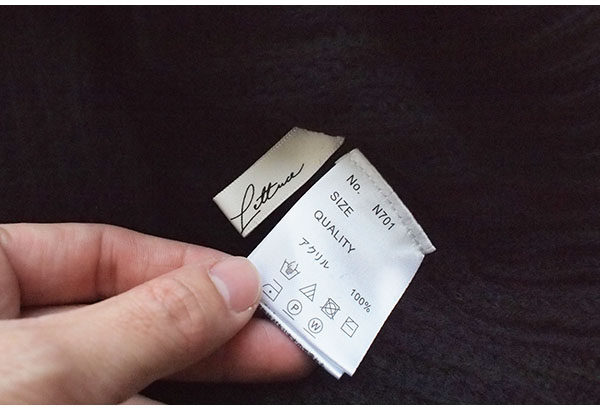 Lettuce
No. N701
SIZE
QUALITY
アクリル 100%
P W